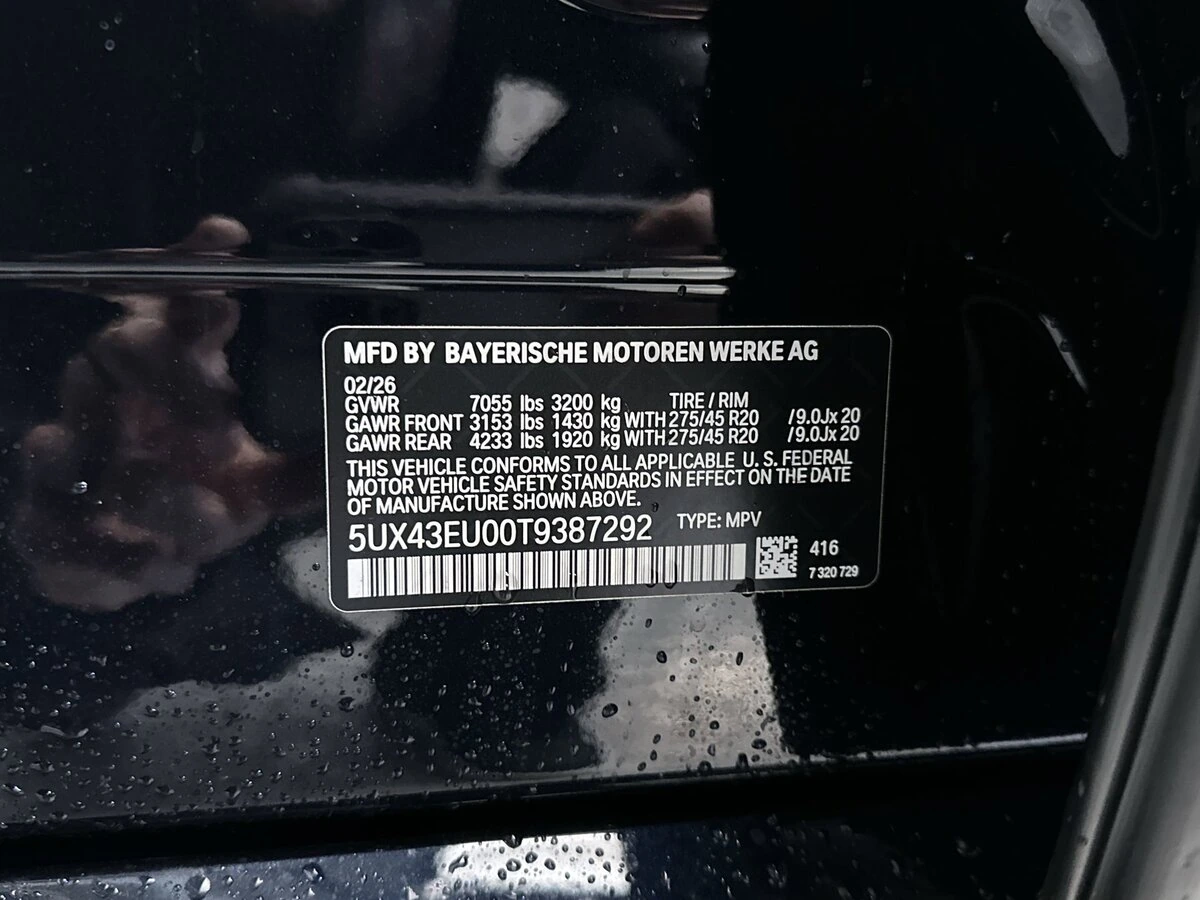 MFD BY BAYERISCHE MOTOREN WERKE AG
02/26
GVWR 7055 lbs 3200 kg TIRE / RIM
GAWR FRONT 3153 lbs 1430 kg WITH 275/45 R20 /9.0Jx 20
GAWR REAR 4233 lbs 1920 kg WITH 275/45 R20 /9.0Jx 20
THIS VEHICLE CONFORMS TO ALL APPLICABLE U. S. FEDERAL
MOTOR VEHICLE SAFETY STANDARDS IN EFFECT ON THE DATE
OF MANUFACTURE SHOWN ABOVE.
5UX43EU00T9387292 TYPE: MPV
416
7 320 729